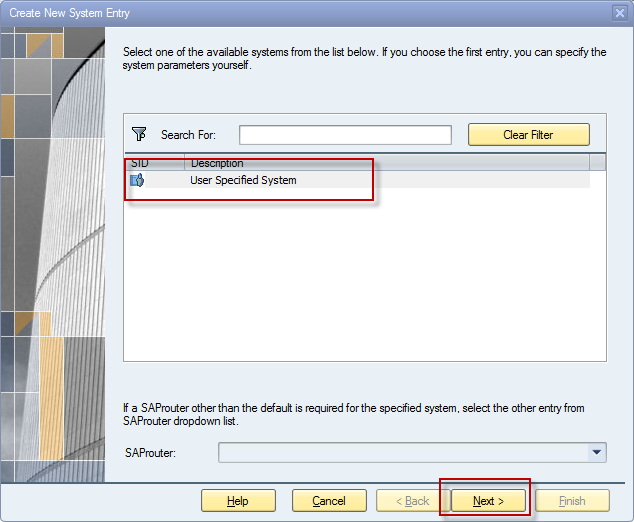 Create New System Entry
Select one of the available systems from the list below. If you choose the first entry, you can specify the
system parameters yourself.
Search For:
Clear Filter
SID Description
User Specified System
If a SAProuter other than the default is required for the specified system, select the other entry from
SAProuter dropdown list.
SAProuter:
Help Cancel < Back Next > Finish